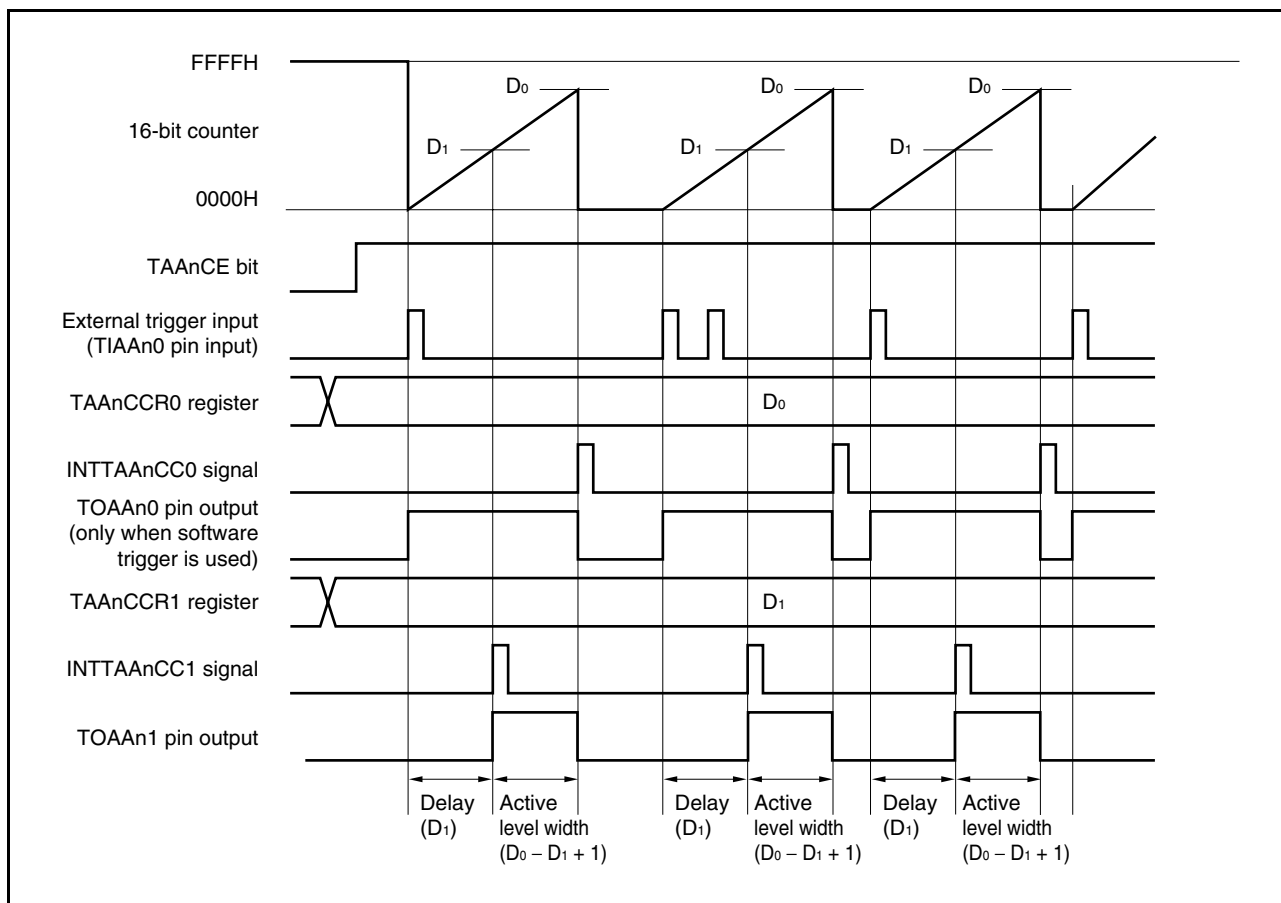 FFFFH
D0
D0
D0
16-bit counter
D1
D1
D1
0000H
TAAnCE bit
External trigger input
(TIAAn0 pin input)
TAAnCCR0 register
D0
INTTAAnCC0 signal
TOAAn0 pin output
(only when software
trigger is used)
TAAnCCR1 register
D1
INTTAAnCC1 signal
TOAAn1 pin output
Delay
(D1)
Active
level width
(D0 – D1 + 1)
Delay
(D1)
Active
level width
(D0 – D1 + 1)
Delay
(D1)
Active
level width
(D0 – D1 + 1)